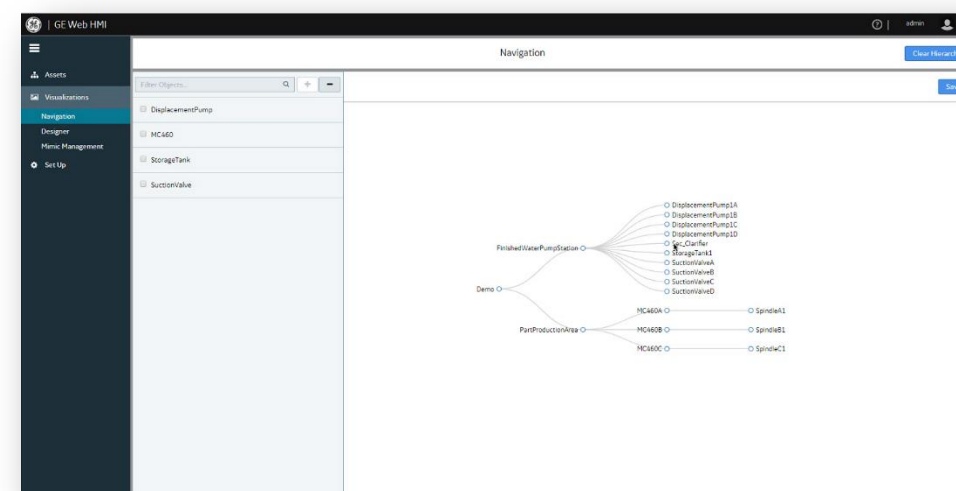 GE Web HMI
admin
Navigation
Clear Hierarch
Assets
Visualizations
Navigation
Designer
Mimic Management
Set Up
Filter Objects...
Sav
DisplacementPump
MC460
StorageTank
SuctionValve
DisplacementPump1A
DisplacementPump1B
DisplacementPump1C
DisplacementPump1D
Sec_Clarifier
StorageTank1
SuctionValveA
SuctionValveB
SuctionValveC
SuctionValveD
FinishedWaterPumpStation
Demo
PartProductionArea
MC460A
SpindleA1
MC460B
SpindleB1
MC460C
SpindleC1